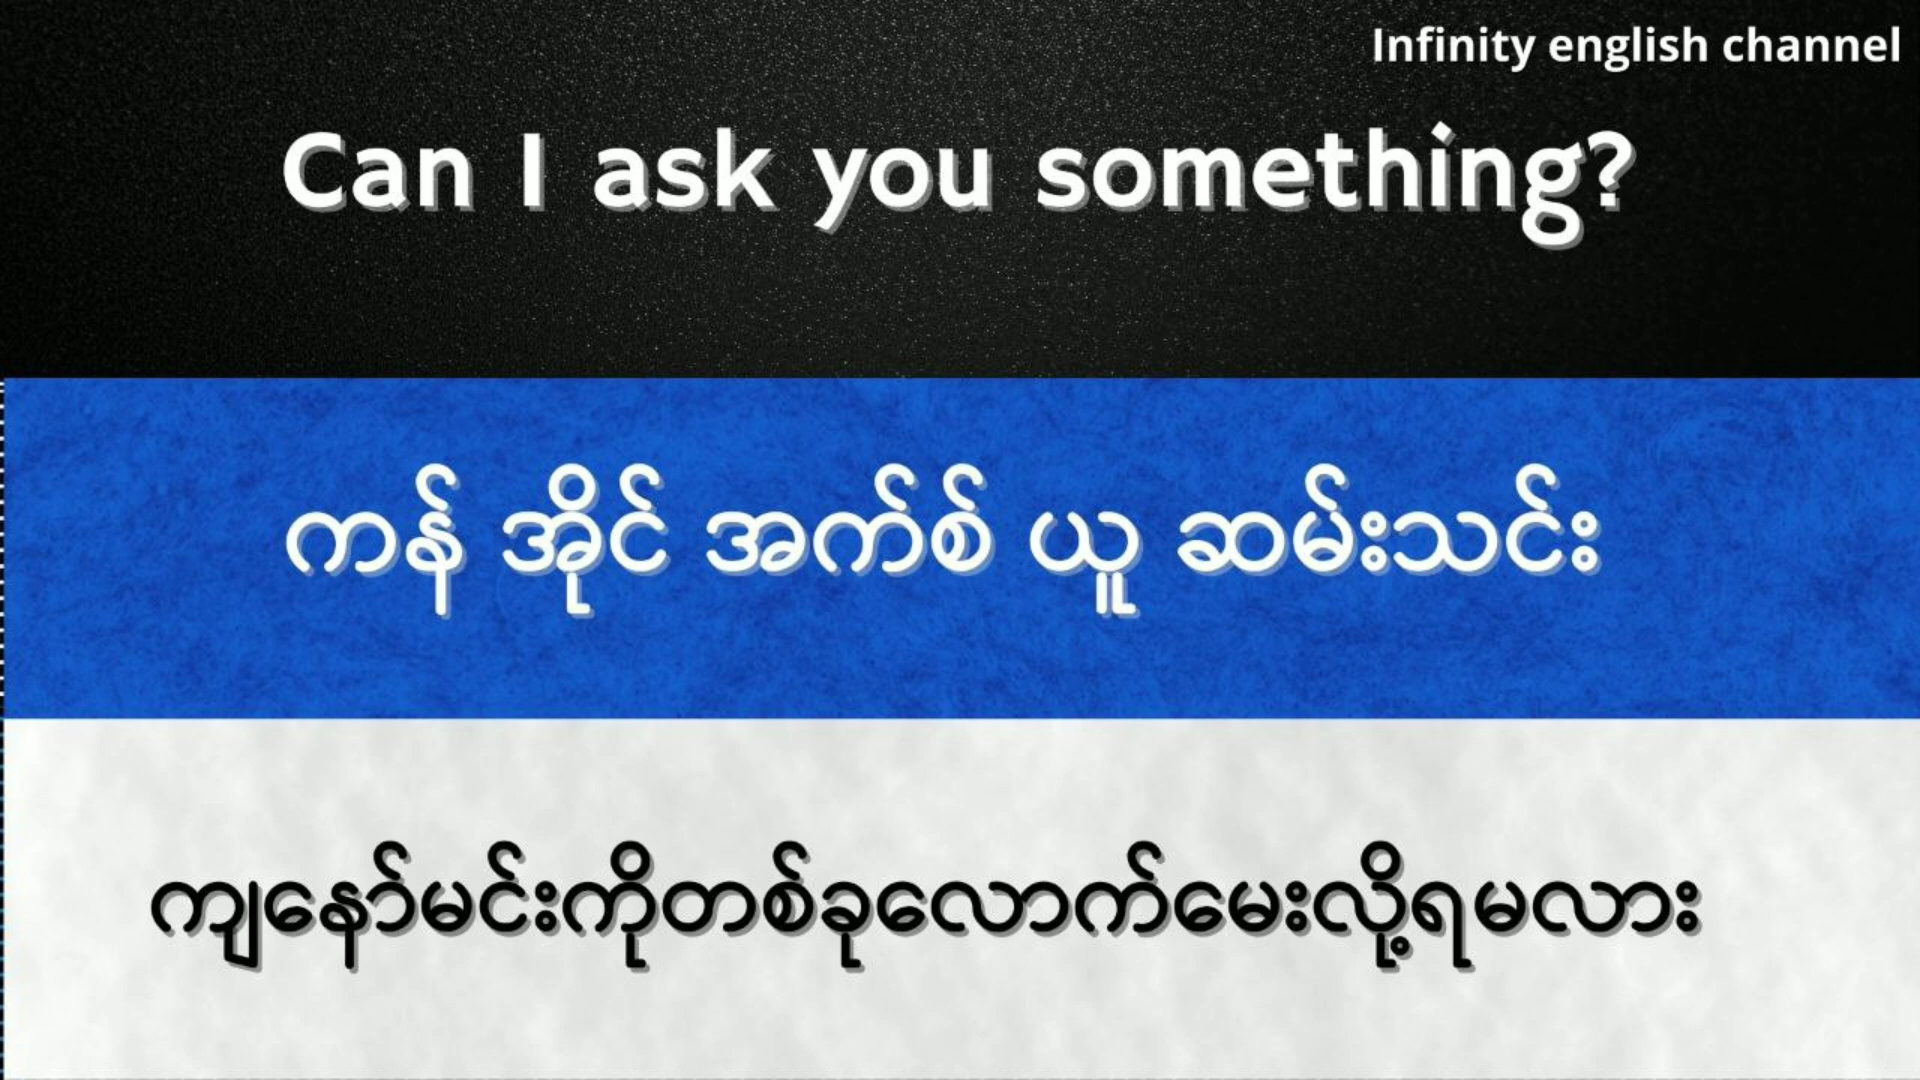 Infinity english channel
Can I ask you something?
ကန် အိုင် အက်စ် ယူ ဆမ်းသင်း
ကျနော်မင်းကိုတစ်ခုလောက်မေးလို့ရမလား